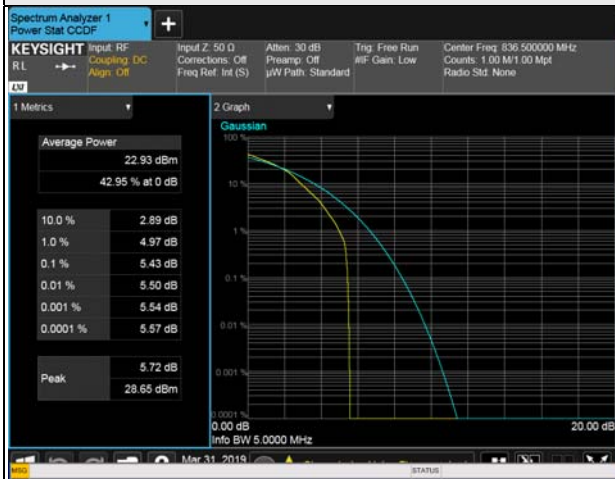 Spectrum Analyzer 1
Power Stat CCDF
KEYSIGHT
RL
LXI
Input: RF
Coupling: DC
Align: Off
Input Z: 50 Ω
Corrections: Off
Freq Ref: Int (S)
Atten: 30 dB
Preamp: Off
µW Path: Standard
Trig: Free Run
#IF Gain: Low
Center Freq: 836.500000 MHz
Counts: 1.00 M/1.00 Mpt
Radio Std: None
1 Metrics
Average Power
22.93 dBm
42.95 % at 0 dB
10.0 % 2.89 dB
1.0 % 4.97 dB
0.1 % 5.43 dB
0.01 % 5.50 dB
0.001 % 5.54 dB
0.0001 % 5.57 dB
Peak
5.72 dB
28.65 dBm
2 Graph
Gaussian
100 %
10 %
1 %
0.1 %
0.01 %
0.001 %
0.0001 %
0.00 dB
20.00 dB
Info BW 5.0000 MHz
Mar 31, 2019
MSG
STATUS